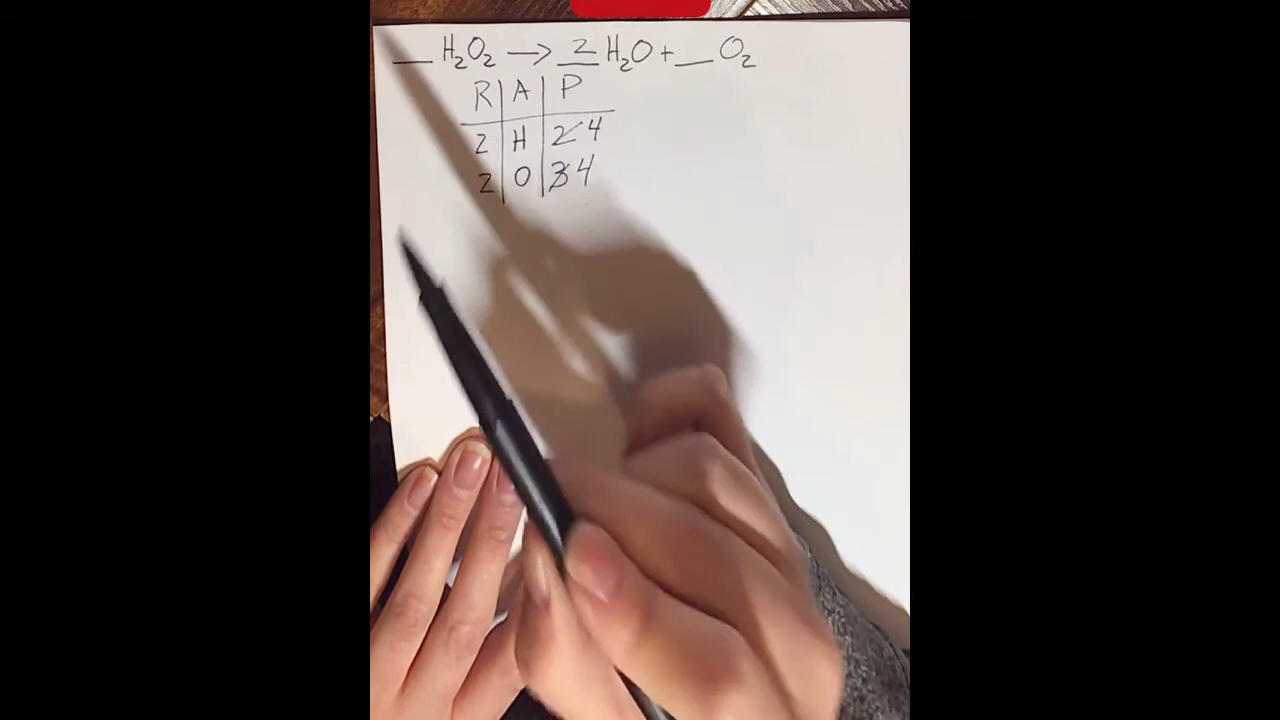 __ H₂O₂ → 2 H₂O + __ O₂
R | A | P
2 | H | 2 4
2 | O | 3 4